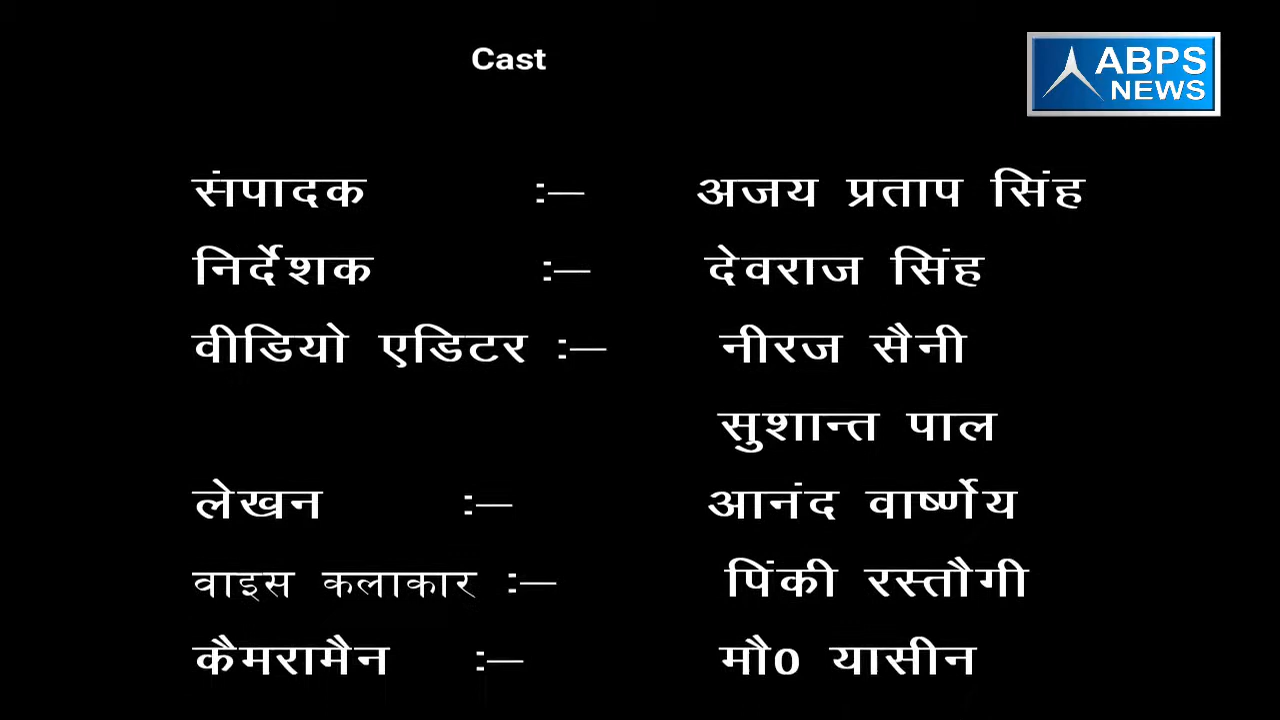 Cast
ABPS
NEWS
संपादक :— अजय प्रताप सिंह
निर्देशक :— देवराज सिंह
वीडियो एडिटर :— नीरज सैनी
सुशान्त पाल
लेखन :— आनंद वार्ष्णेय
वाइस कलाकार :— पिंकी रस्तौगी
कैमरामैन :— मौ0 यासीन